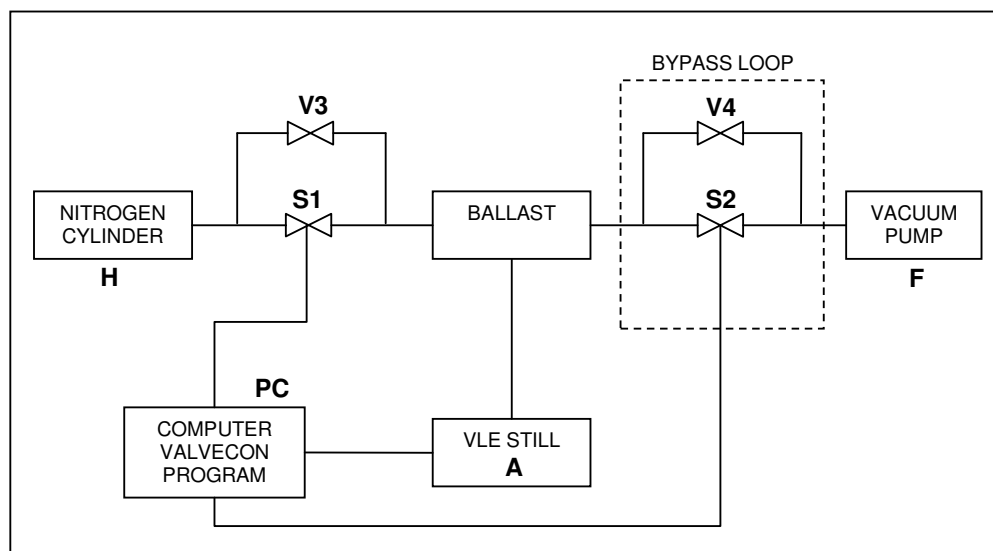 BYPASS LOOP
V3
V4
S1
S2
NITROGEN
CYLINDER
BALLAST
VACUUM
PUMP
H
F
PC
COMPUTER
VALVECON
PROGRAM
VLE STILL
A